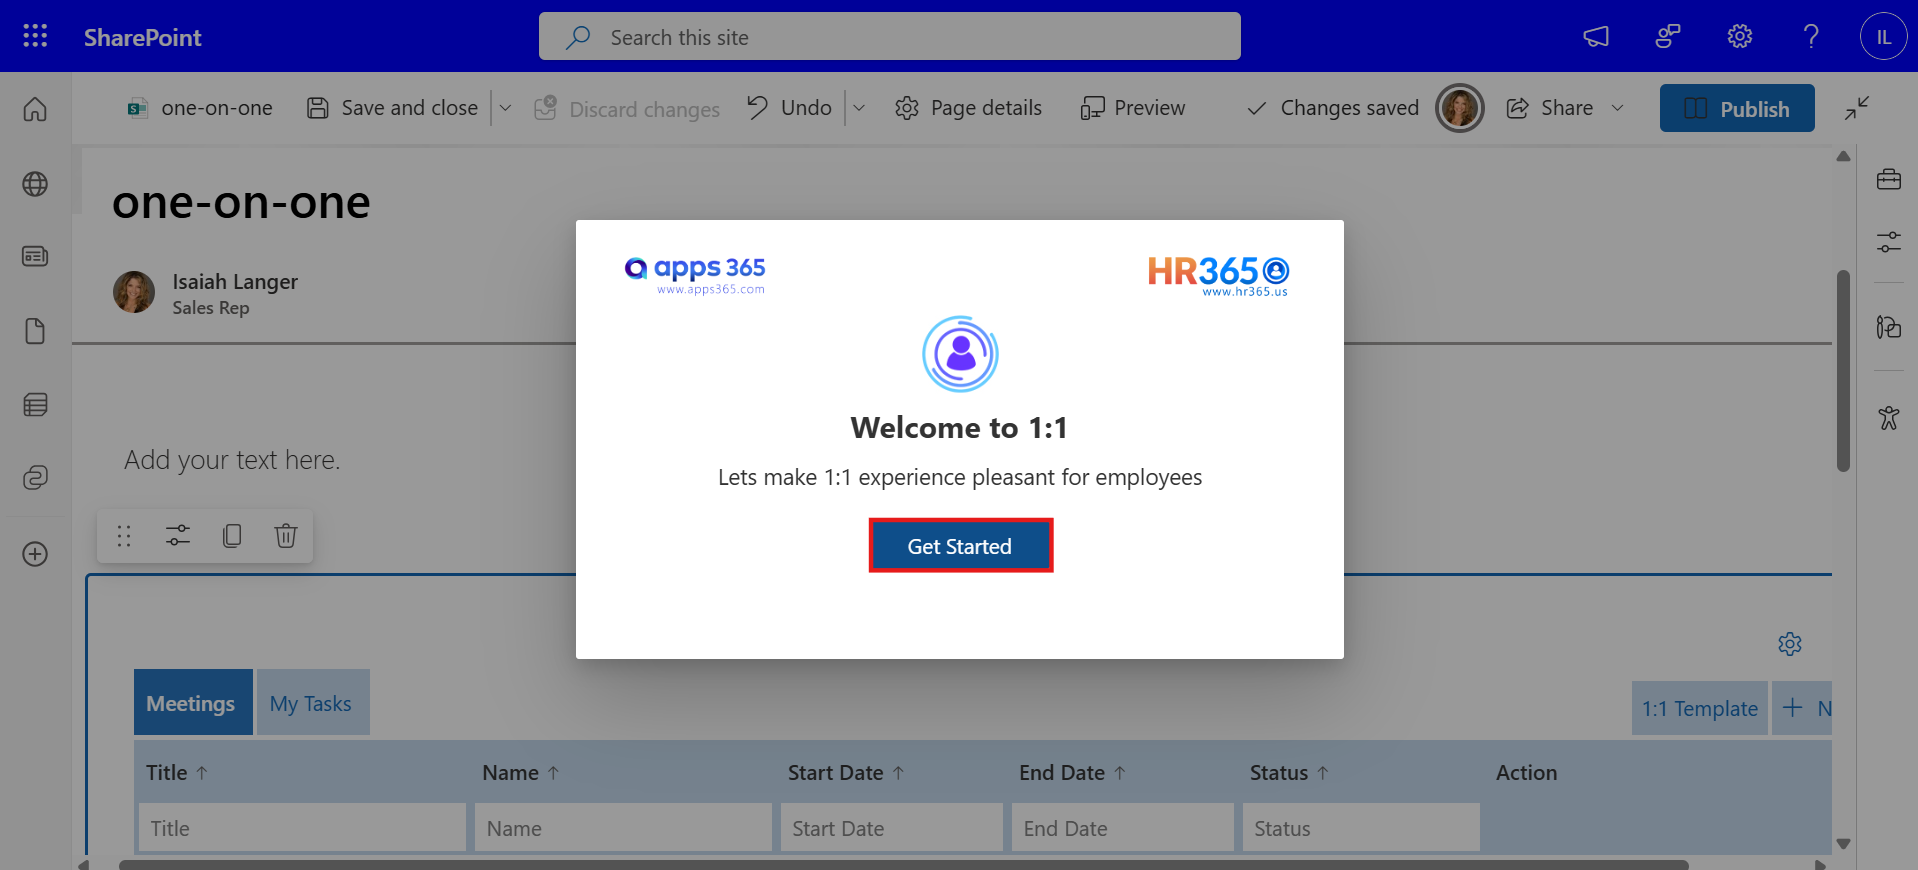 SharePoint
Search this site
IL
one-on-one
Save and close
Discard changes
Undo
Page details
Preview
Changes saved
Share
Publish
one-on-one
Isaiah Langer
Sales Rep
apps 365
www.apps365.com
HR365
www.hr365.us
Welcome to 1:1
Lets make 1:1 experience pleasant for employees
Get Started
Add your text here.
Meetings
My Tasks
1:1 Template
+ N
Title ↑ Name ↑ Start Date ↑ End Date ↑ Status ↑ Action
Title Name Start Date End Date Status